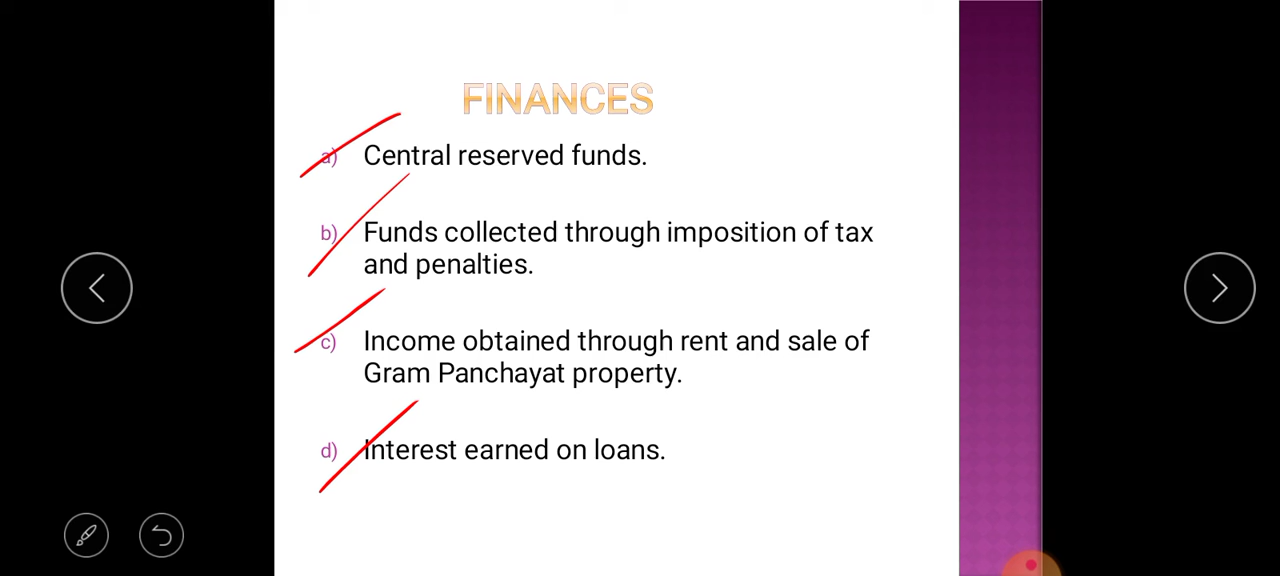 FINANCES
a) Central reserved funds.
b) Funds collected through imposition of tax
and penalties.
c) Income obtained through rent and sale of
Gram Panchayat property.
d) Interest earned on loans.